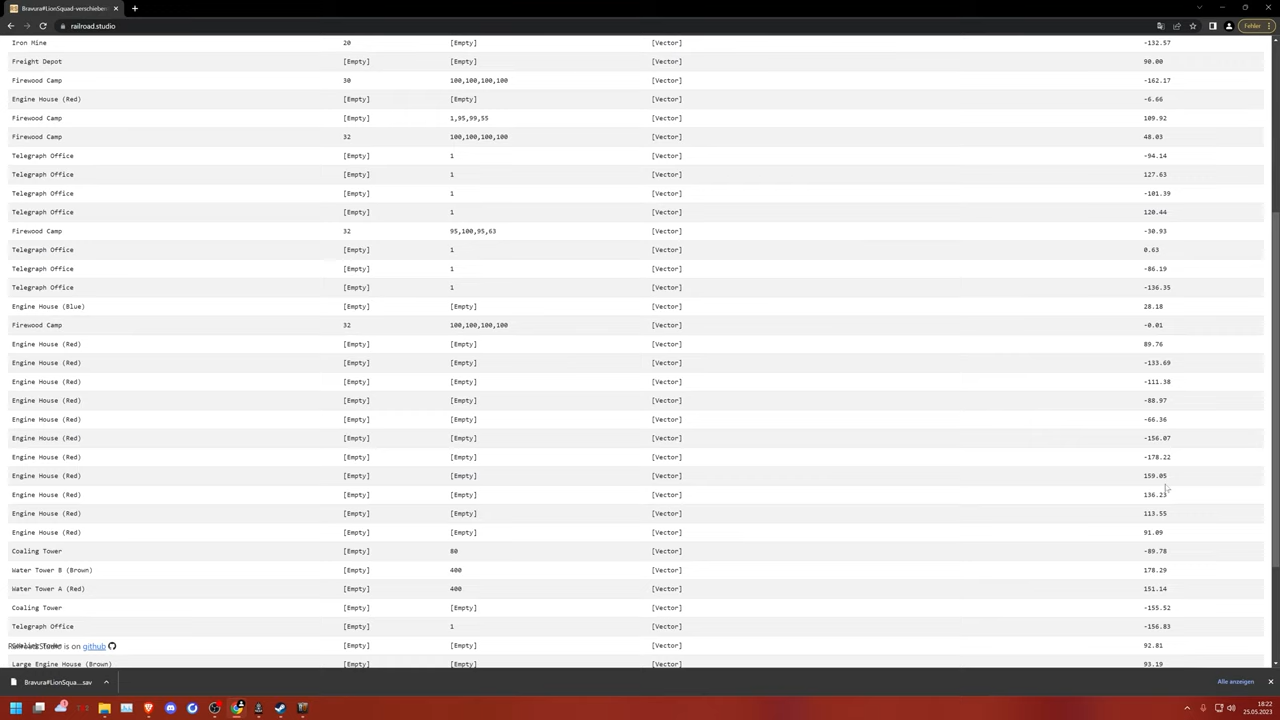 Bravura#LionSquad-verschieben
railroad.studio
Fehler
Iron Mine 20 [Empty] [Vector] -132.57
Freight Depot [Empty] [Empty] [Vector] 90.00
Firewood Camp 30 100,100,100,100 [Vector] -162.17
Engine House (Red) [Empty] [Empty] [Vector] -6.66
Firewood Camp [Empty] 1,95,99,55 [Vector] 109.92
Firewood Camp 32 100,100,100,100 [Vector] 48.03
Telegraph Office [Empty] 1 [Vector] -94.14
Telegraph Office [Empty] 1 [Vector] 127.63
Telegraph Office [Empty] 1 [Vector] -101.39
Telegraph Office [Empty] 1 [Vector] 120.44
Firewood Camp 32 95,100,95,63 [Vector] -30.93
Telegraph Office [Empty] 1 [Vector] 0.63
Telegraph Office [Empty] 1 [Vector] -86.19
Telegraph Office [Empty] 1 [Vector] -136.35
Engine House (Blue) [Empty] [Empty] [Vector] 28.18
Firewood Camp 32 100,100,100,100 [Vector] -0.01
Engine House (Red) [Empty] [Empty] [Vector] 89.76
Engine House (Red) [Empty] [Empty] [Vector] -133.69
Engine House (Red) [Empty] [Empty] [Vector] -111.38
Engine House (Red) [Empty] [Empty] [Vector] -88.97
Engine House (Red) [Empty] [Empty] [Vector] -66.36
Engine House (Red) [Empty] [Empty] [Vector] -156.07
Engine House (Red) [Empty] [Empty] [Vector] -178.22
Engine House (Red) [Empty] [Empty] [Vector] 159.05
Engine House (Red) [Empty] [Empty] [Vector] 136.23
Engine House (Red) [Empty] [Empty] [Vector] 113.55
Engine House (Red) [Empty] [Empty] [Vector] 91.09
Coaling Tower [Empty] 80 [Vector] -89.78
Water Tower B (Brown) [Empty] 400 [Vector] 178.29
Water Tower A (Red) [Empty] 400 [Vector] 151.14
Coaling Tower [Empty] [Empty] [Vector] -155.52
Telegraph Office [Empty] 1 [Vector] -156.83
is on github [Empty] [Empty] [Vector] 92.81
Large Engine House (Brown) [Empty] [Empty] [Vector] 93.19
Bravura#LionSqua....sav
Alle anzeigen
18:22
25.05.2023